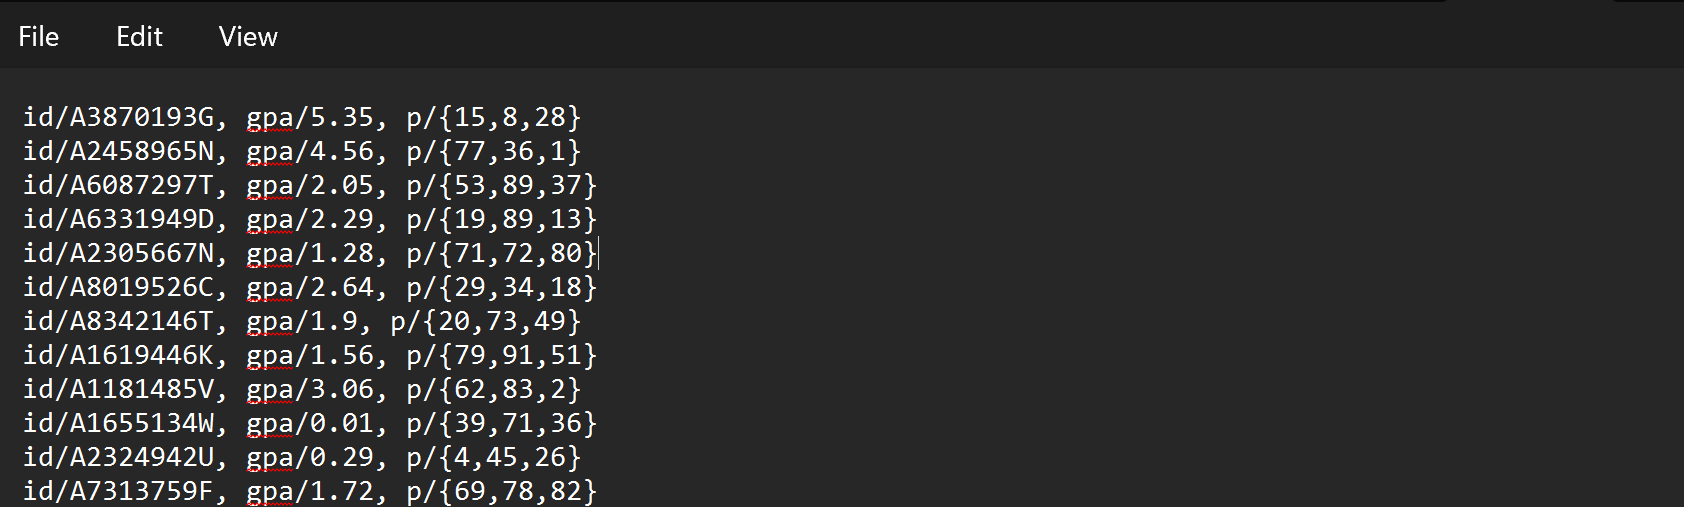 File Edit View
id/A3870193G, gpa/5.35, p/{15,8,28}
id/A2458965N, gpa/4.56, p/{77,36,1}
id/A6087297T, gpa/2.05, p/{53,89,37}
id/A6331949D, gpa/2.29, p/{19,89,13}
id/A2305667N, gpa/1.28, p/{71,72,80}
id/A8019526C, gpa/2.64, p/{29,34,18}
id/A8342146T, gpa/1.9, p/{20,73,49}
id/A1619446K, gpa/1.56, p/{79,91,51}
id/A1181485V, gpa/3.06, p/{62,83,2}
id/A1655134W, gpa/0.01, p/{39,71,36}
id/A2324942U, gpa/0.29, p/{4,45,26}
id/A7313759F, gpa/1.72, p/{69,78,82}